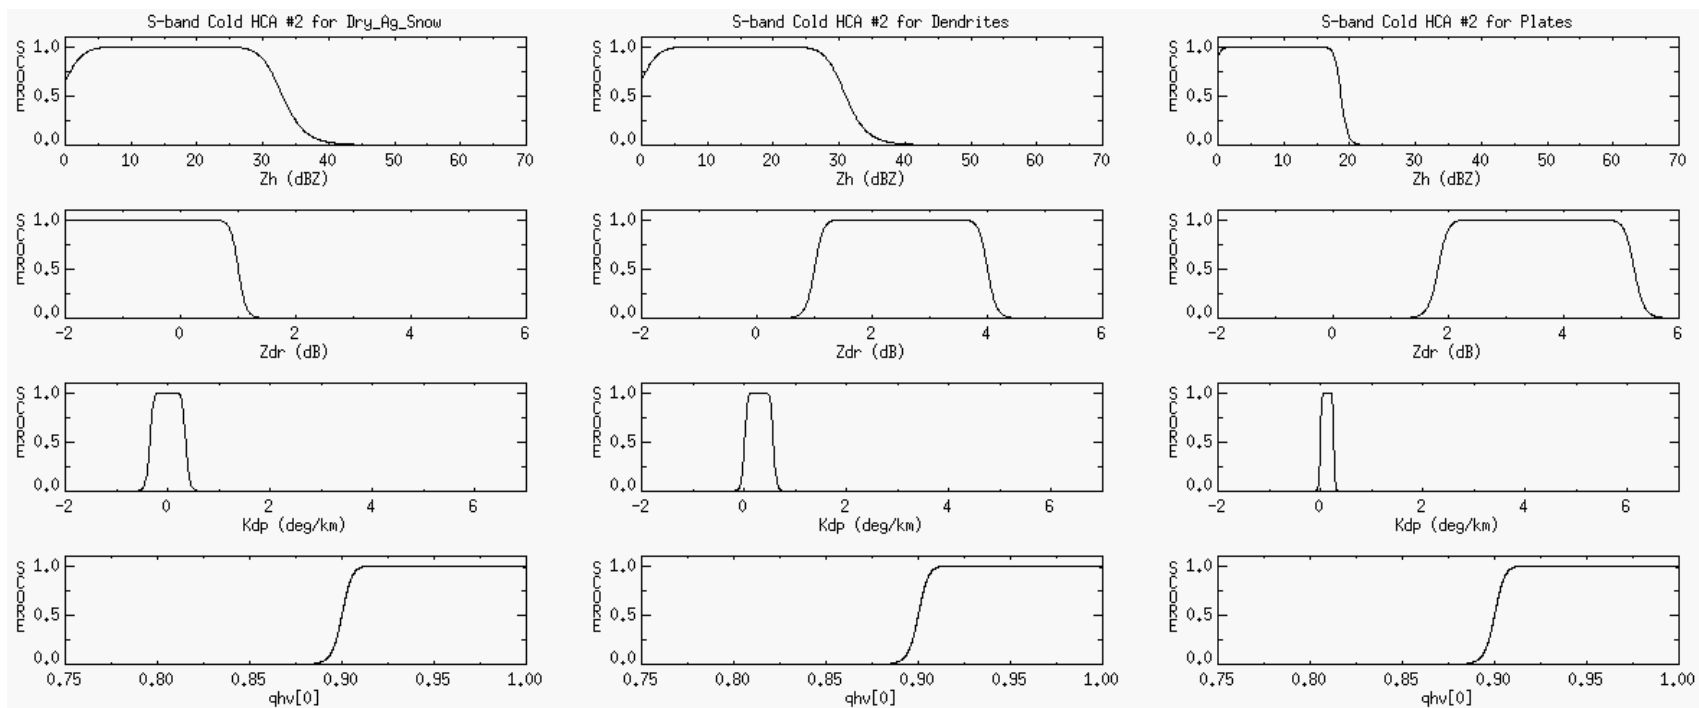 S-band Cold HCA #2 for Dry_Ag_Snow
SCORE
1.0
0.5
0.0
0 10 20 30 40 50 60 70
Zh (dBZ)
S-band Cold HCA #2 for Dendrites
SCORE
1.0
0.5
0.0
0 10 20 30 40 50 60 70
Zh (dBZ)
S-band Cold HCA #2 for Plates
SCORE
1.0
0.5
0.0
0 10 20 30 40 50 60 70
Zh (dBZ)
SCORE
1.0
0.5
0.0
-2 0 2 4 6
Zdr (dB)
SCORE
1.0
0.5
0.0
-2 0 2 4 6
Zdr (dB)
SCORE
1.0
0.5
0.0
-2 0 2 4 6
Zdr (dB)
SCORE
1.0
0.5
0.0
-2 0 2 4 6
Kdp (deg/km)
SCORE
1.0
0.5
0.0
-2 0 2 4 6
Kdp (deg/km)
SCORE
1.0
0.5
0.0
-2 0 2 4 6
Kdp (deg/km)
SCORE
1.0
0.5
0.0
0.75 0.80 0.85 0.90 0.95 1.00
qhv[0]
SCORE
1.0
0.5
0.0
0.75 0.80 0.85 0.90 0.95 1.00
qhv[0]
SCORE
1.0
0.5
0.0
0.75 0.80 0.85 0.90 0.95 1.00
qhv[0]